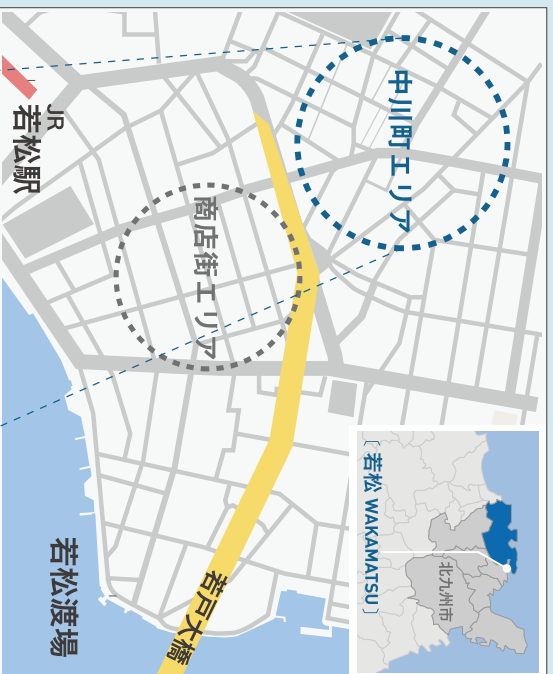 中川町エリア
JR
若松駅
商店街エリア
〔 若松 WAKAMATSU 〕
北九州市
若戸大橋
若松渡場